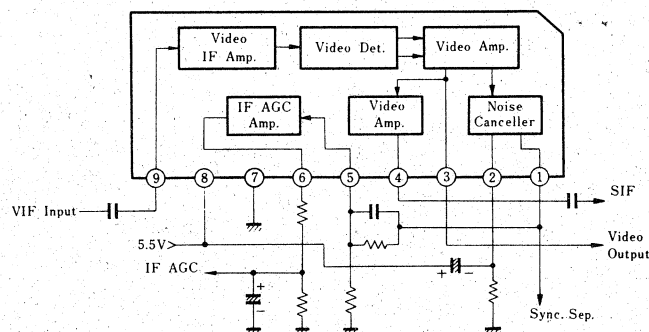 Video
IF Amp.
Video Det.
Video Amp.
IF AGC
Amp.
Video
Amp.
Noise
Canceller
9
8
7
6
5
4
3
2
1
VIF Input
SIF
5.5V
Video
Output
IF AGC
+
-
+
-
Sync. Sep.